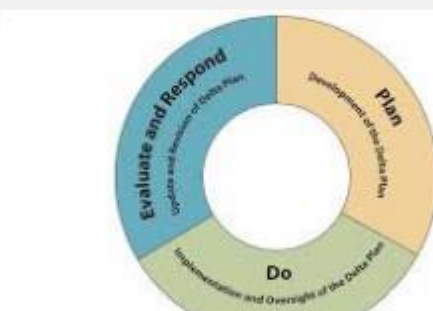 Plan
Development of the Delta Plan
Do
Implementation and Oversight of the Delta Plan
Evaluate and Respond
Update and Revision of Delta Plan